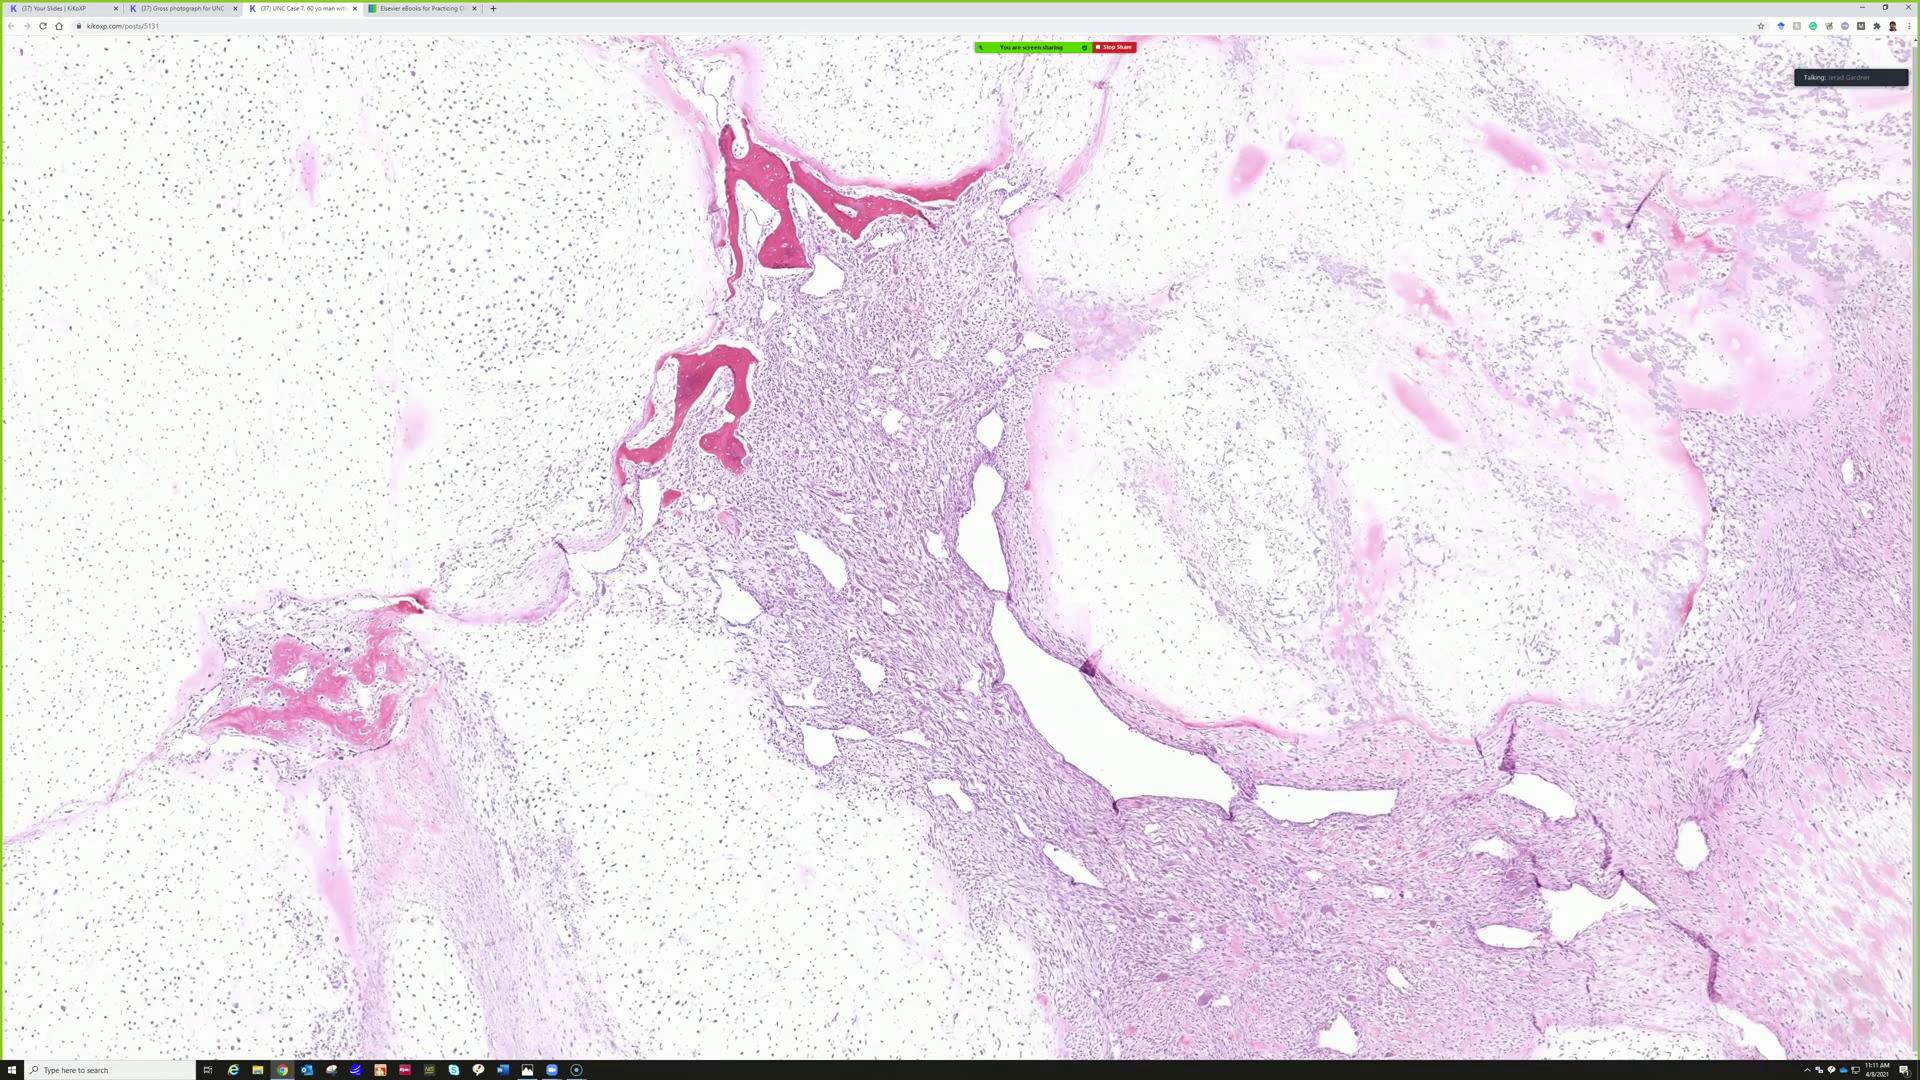 (37) Your Slides | KiKoXP
(37) Gross photograph for UNC
(37) UNC Case 7. 60 yo man with
Elsevier eBooks for Practicing Cli
kikoxp.com/posts/5131
You are screen sharing
Stop Share
Talking: Jerad Gardner
Type here to search
11:11 AM
4/8/2021